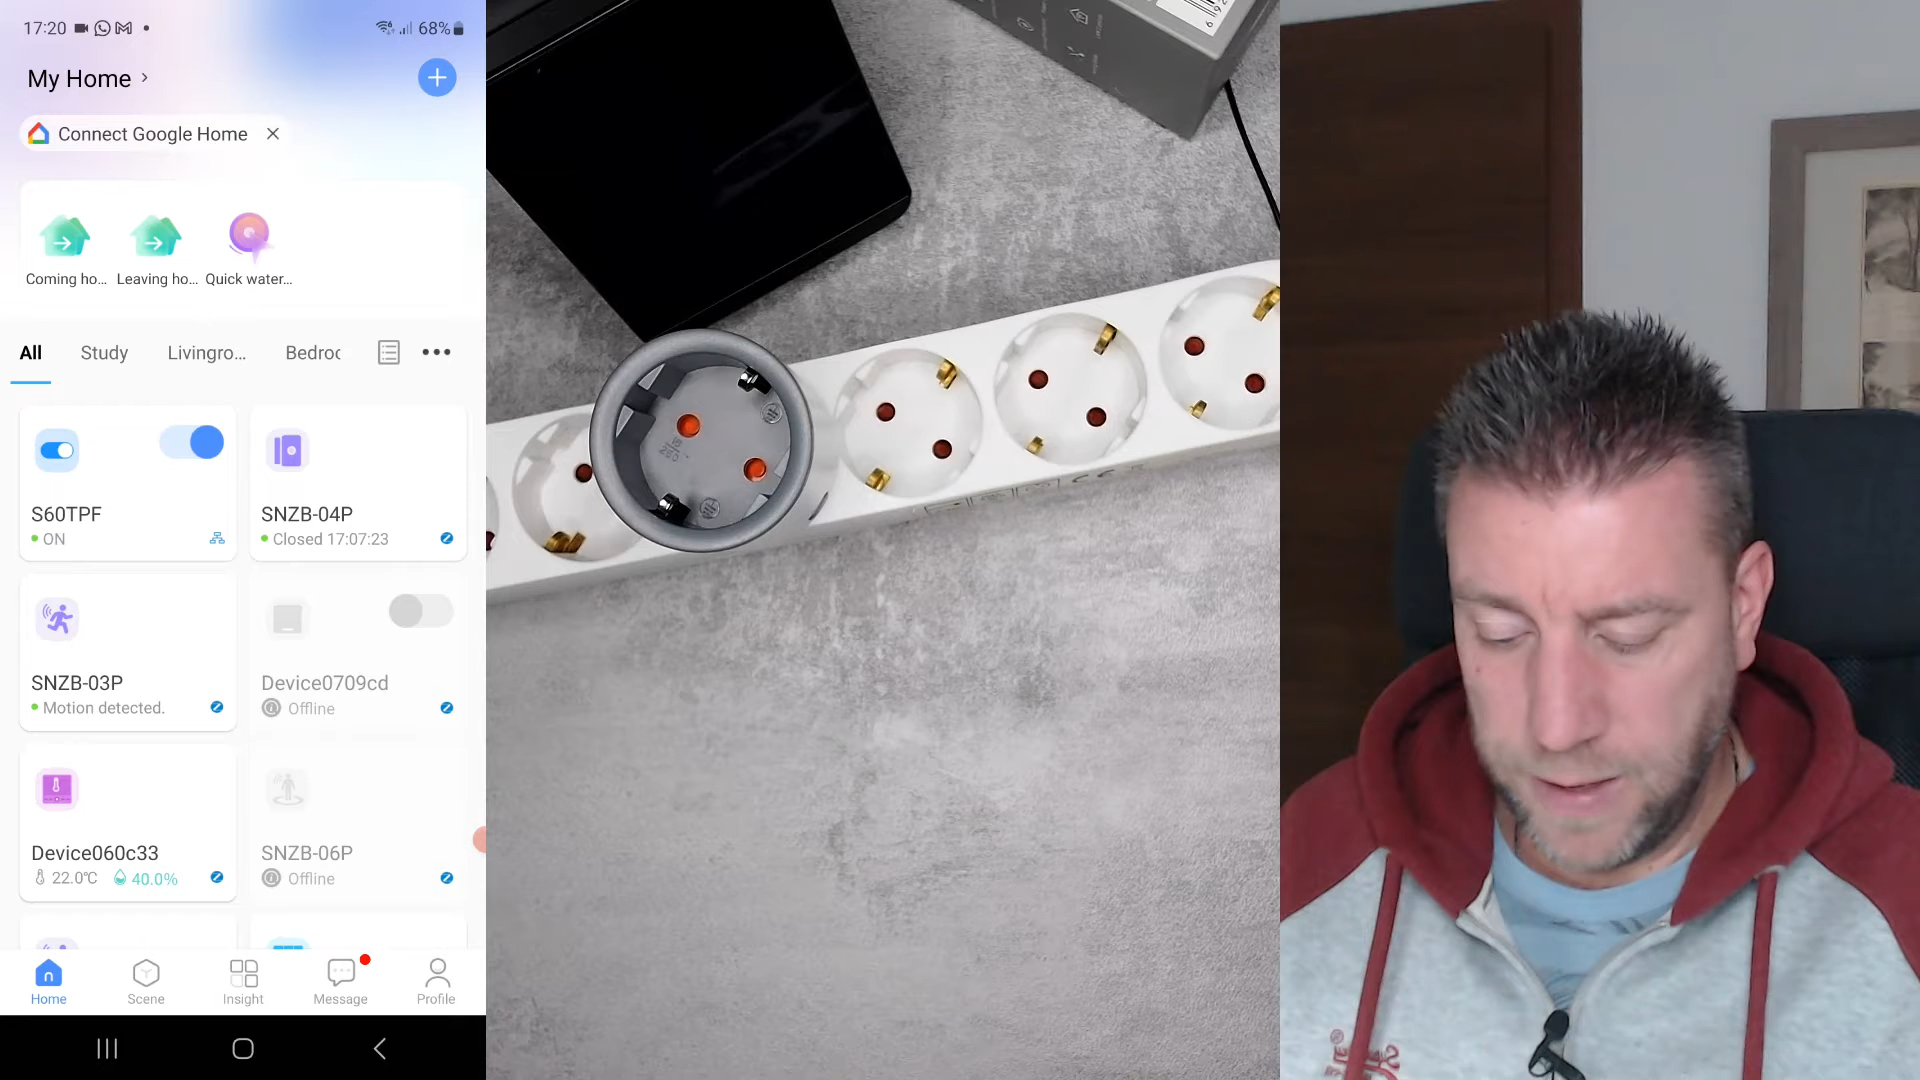 17:20
68%
My Home
Connect Google Home
Coming ho...
Leaving ho...
Quick water...
All
Study
Livingro...
Bedroc
S60TPF
ON
SNZB-04P
Closed 17:07:23
SNZB-03P
Motion detected.
Device0709cd
Offline
Device060c33
22.0℃
40.0%
SNZB-06P
Offline
Home
Scene
Insight
Message
Profile